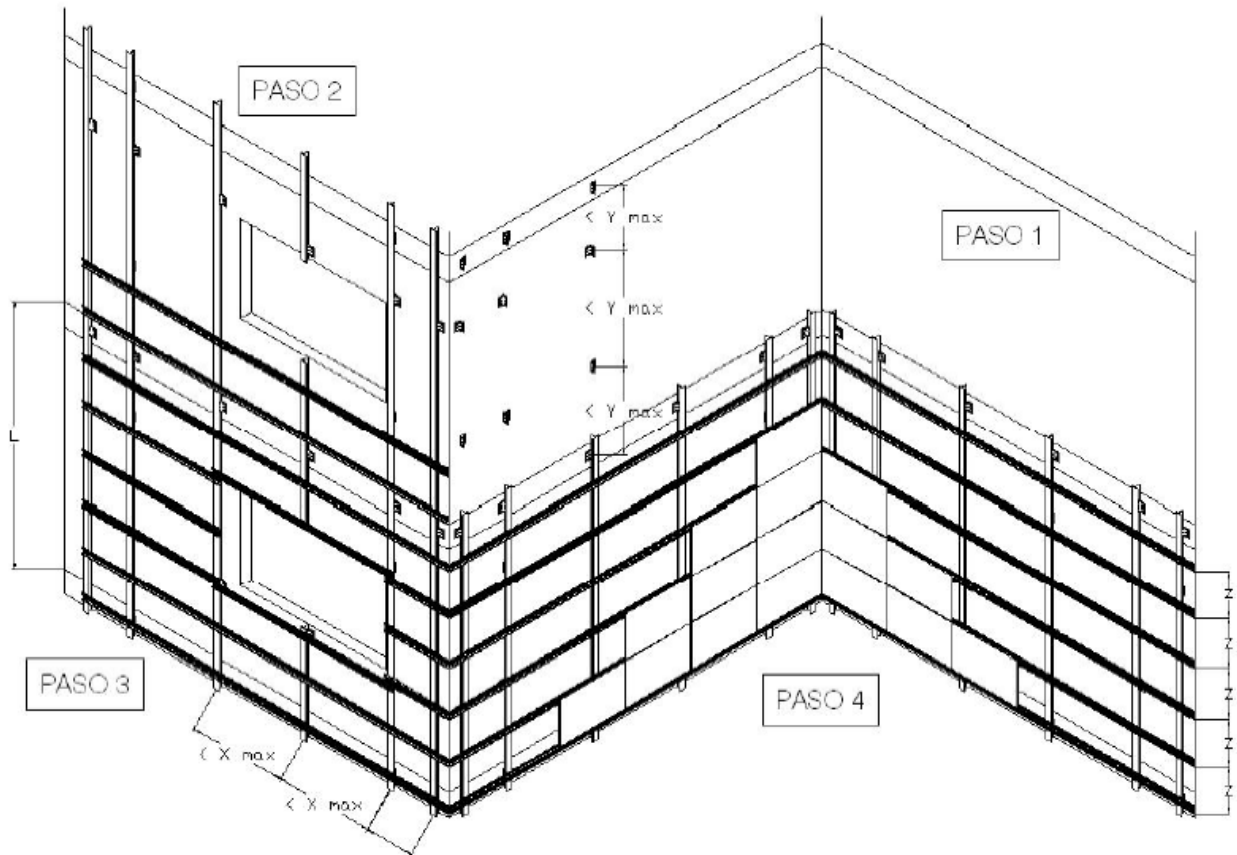 PASO 2
PASO 1
< Y max
< Y max
< Y max
L
PASO 3
PASO 4
< X max
< X max
Z
Z
Z
Z
Z